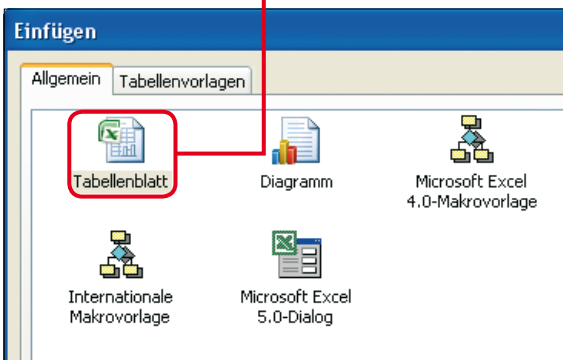 Einfügen
Allgemein
Tabellenvorlagen
Tabellenblatt
Diagramm
Microsoft Excel
4.0-Makrovorlage
Internationale
Makrovorlage
Microsoft Excel
5.0-Dialog